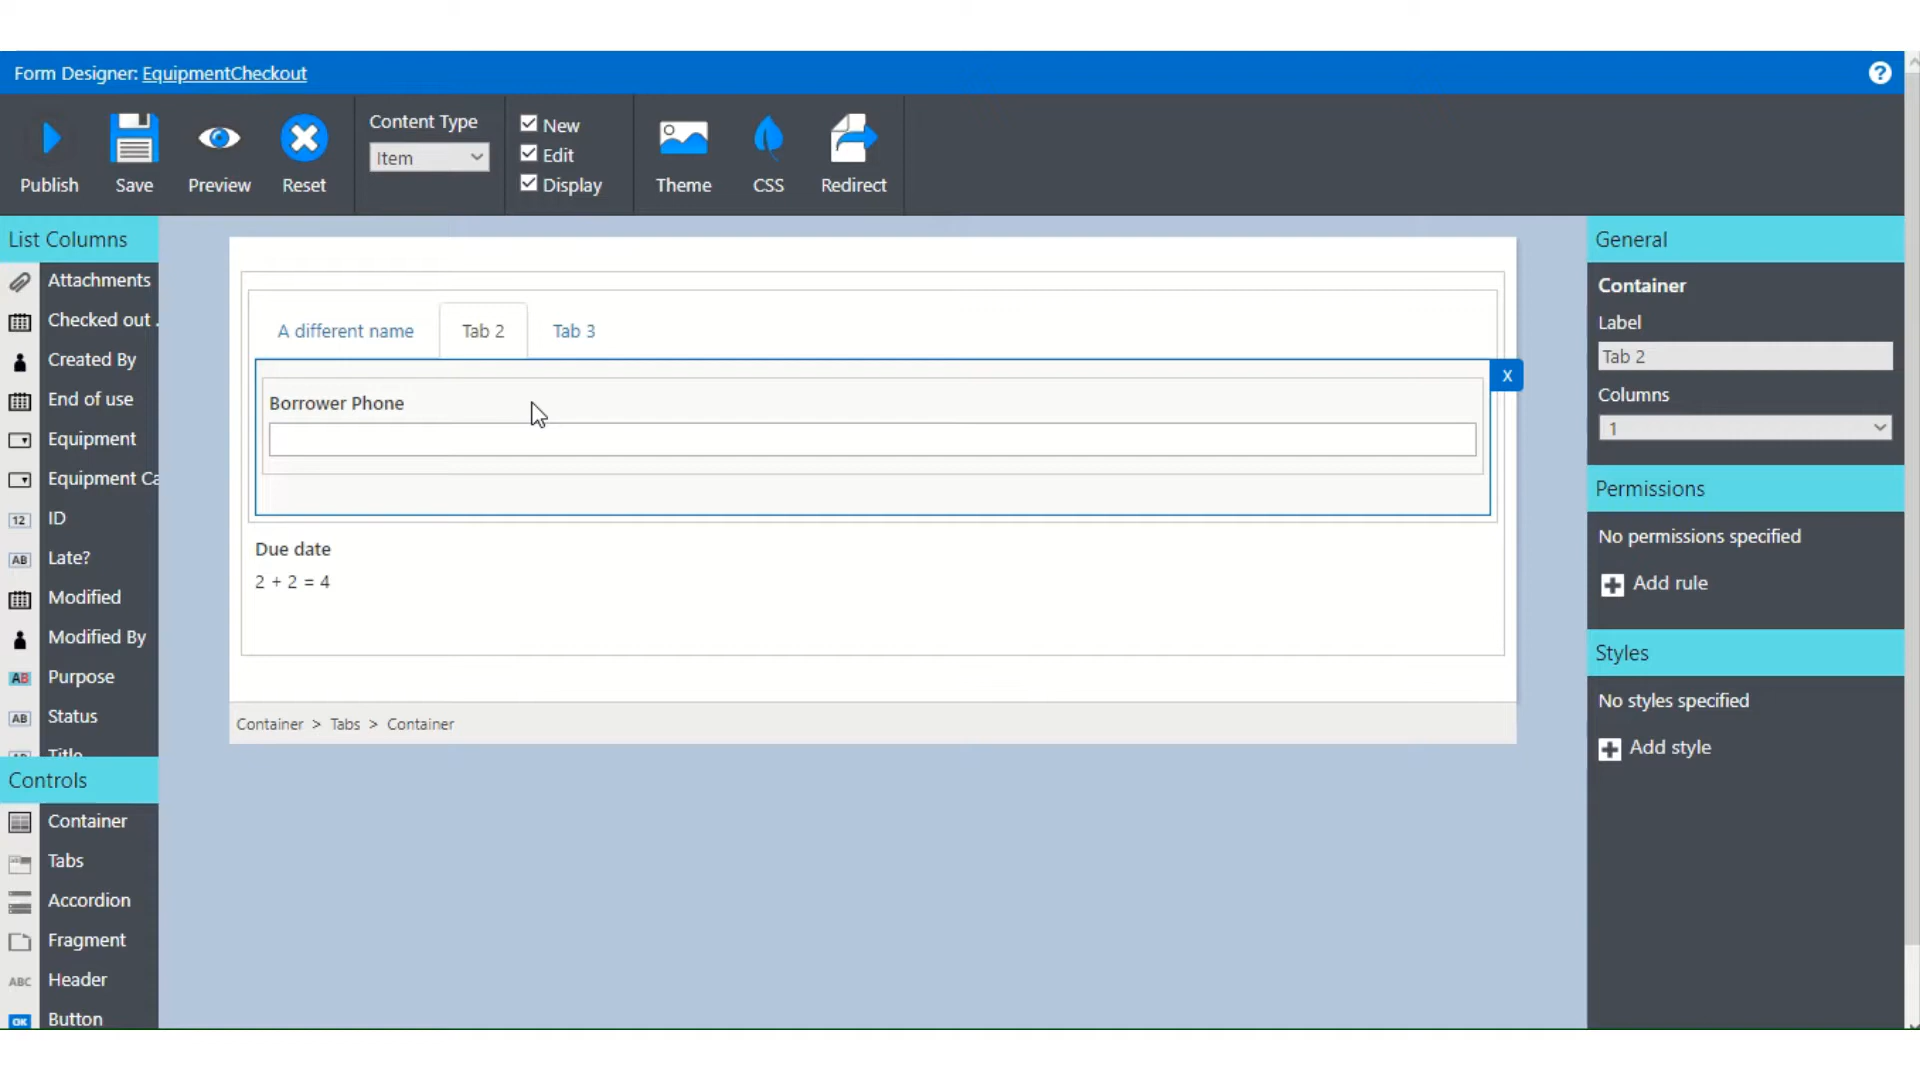 Form Designer: EquipmentCheckout
?
Publish
Save
Preview
Reset
Content Type
Item
New
Edit
Display
Theme
CSS
Redirect
List Columns
Attachments
Checked out .
Created By
End of use
Equipment
Equipment Ca
12 ID
AB Late?
Modified
Modified By
AB Purpose
AB Status
Title
Controls
Container
Tabs
Accordion
Fragment
ABC Header
OK Button
A different name
Tab 2
Tab 3
X
Borrower Phone
Due date
2 + 2 = 4
Container > Tabs > Container
General
Container
Label
Tab 2
Columns
1
Permissions
No permissions specified
Add rule
Styles
No styles specified
Add style